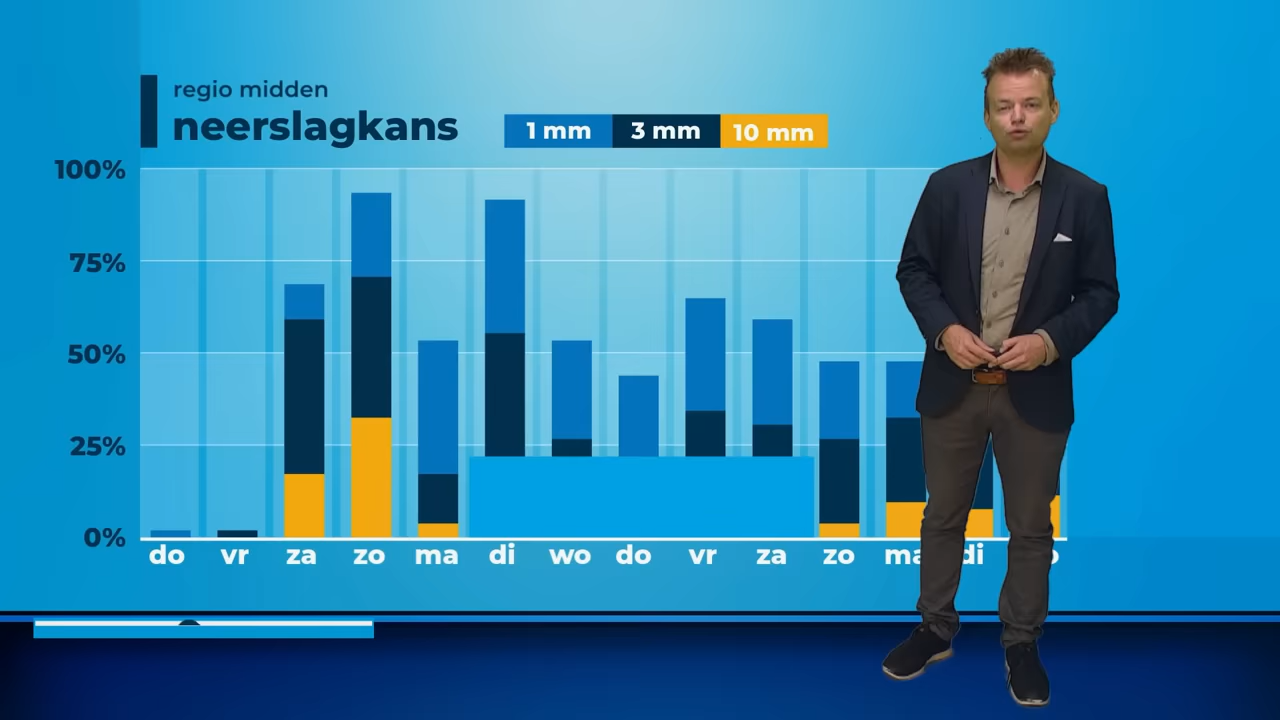 regio midden
neerslagkans
1 mm 3 mm 10 mm
100%
75%
50%
25%
0%
do vr za zo ma di wo do vr za zo ma di